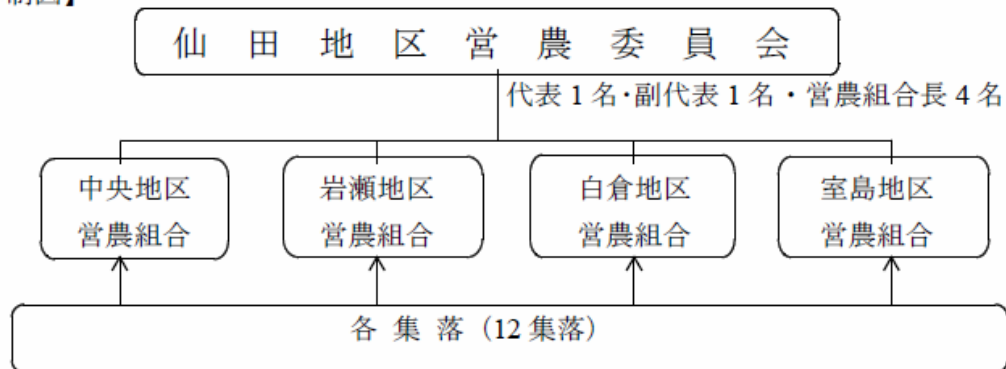 制図】
仙田地区営農委員会
代表1名・副代表1名・営農組合長4名
中央地区
営農組合
岩瀬地区
営農組合
白倉地区
営農組合
室島地区
営農組合
各集落（12集落）